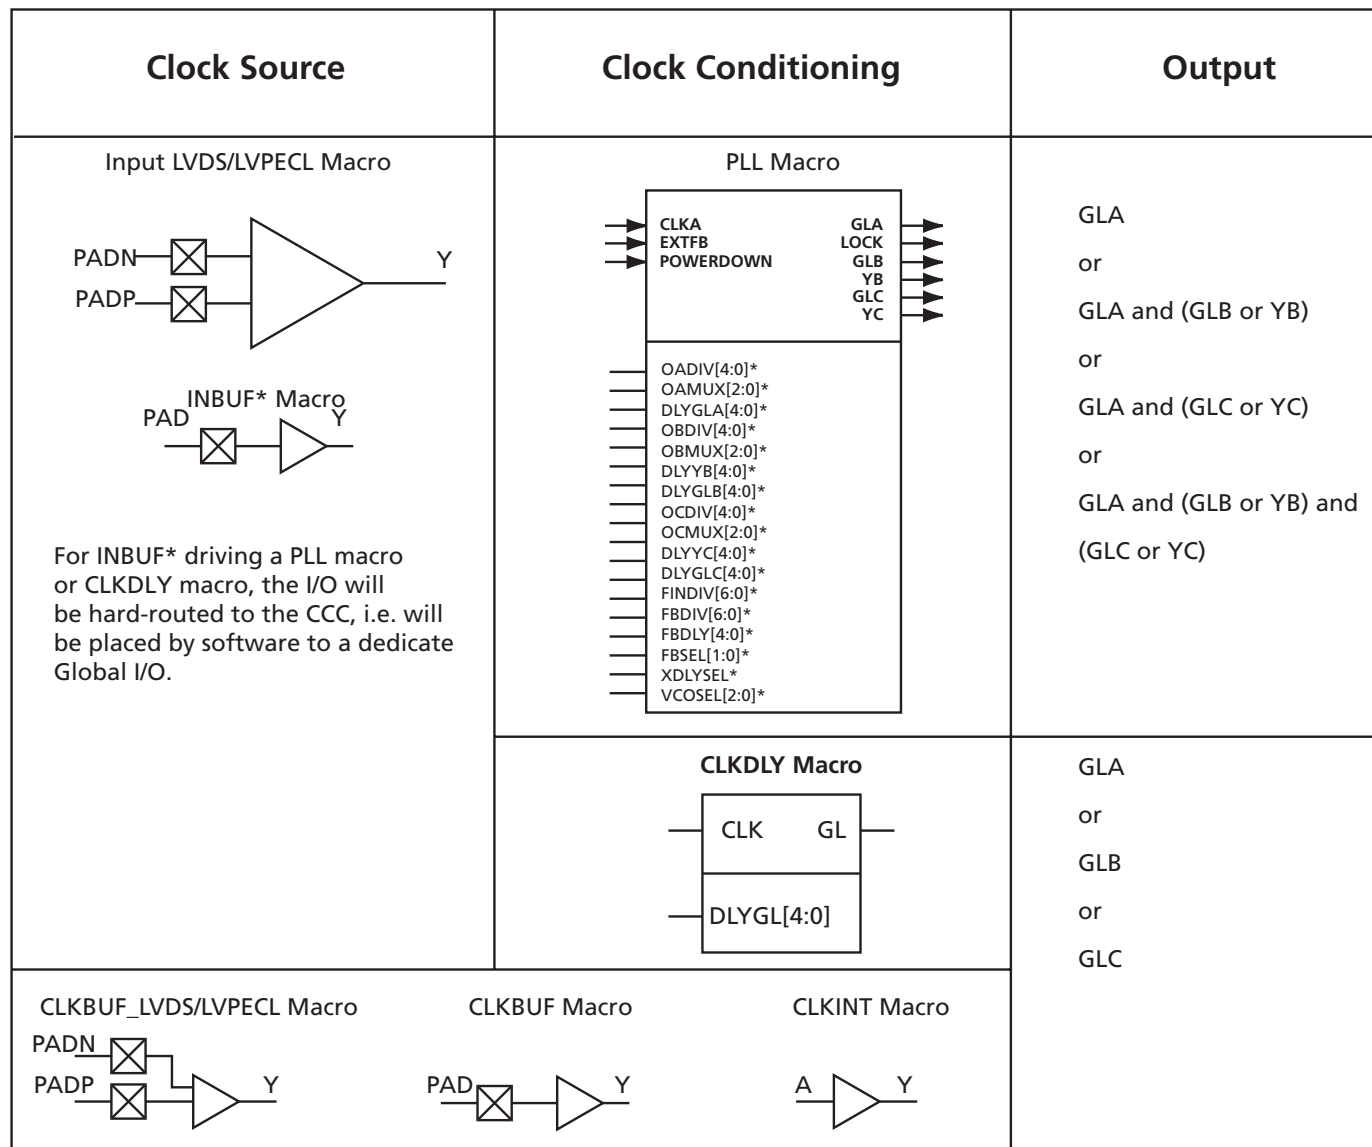 Clock Source
Clock Conditioning
Output
Input LVDS/LVPECL Macro
PADN
PADP
Y
INBUF* Macro
PAD
Y
For INBUF* driving a PLL macro
or CLKDLY macro, the I/O will
be hard-routed to the CCC, i.e. will
be placed by software to a dedicate
Global I/O.
PLL Macro
CLKA
EXTFB
POWERDOWN
GLA
LOCK
GLB
YB
GLC
YC
OADIV[4:0]*
OAMUX[2:0]*
DLYGLA[4:0]*
OBDIV[4:0]*
OBMUX[2:0]*
DLYYB[4:0]*
DLYGLB[4:0]*
OCDIV[4:0]*
OCMUX[2:0]*
DLYYC[4:0]*
DLYGLC[4:0]*
FINDIV[6:0]*
FBDIV[6:0]*
FBDLY[4:0]*
FBSEL[1:0]*
XDLYSEL*
VCOSEL[2:0]*
GLA
or
GLA and (GLB or YB)
or
GLA and (GLC or YC)
or
GLA and (GLB or YB) and
(GLC or YC)
CLKDLY Macro
CLK GL
DLYGL[4:0]
GLA
or
GLB
or
GLC
CLKBUF_LVDS/LVPECL Macro
PADN
PADP
Y
CLKBUF Macro
PAD
Y
CLKINT Macro
A
Y